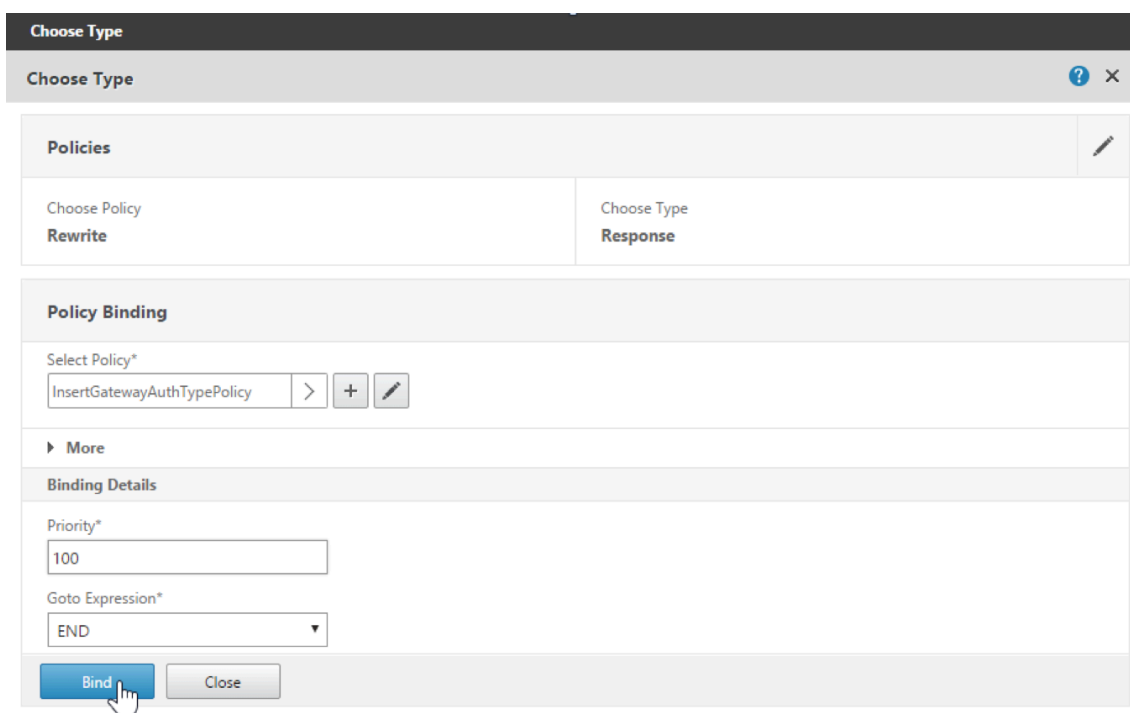 Choose Type
Choose Type
Policies
Choose Policy
Rewrite
Choose Type
Response
Policy Binding
Select Policy*
InsertGatewayAuthTypePolicy
More
Binding Details
Priority*
100
Goto Expression*
END
Bind
Close